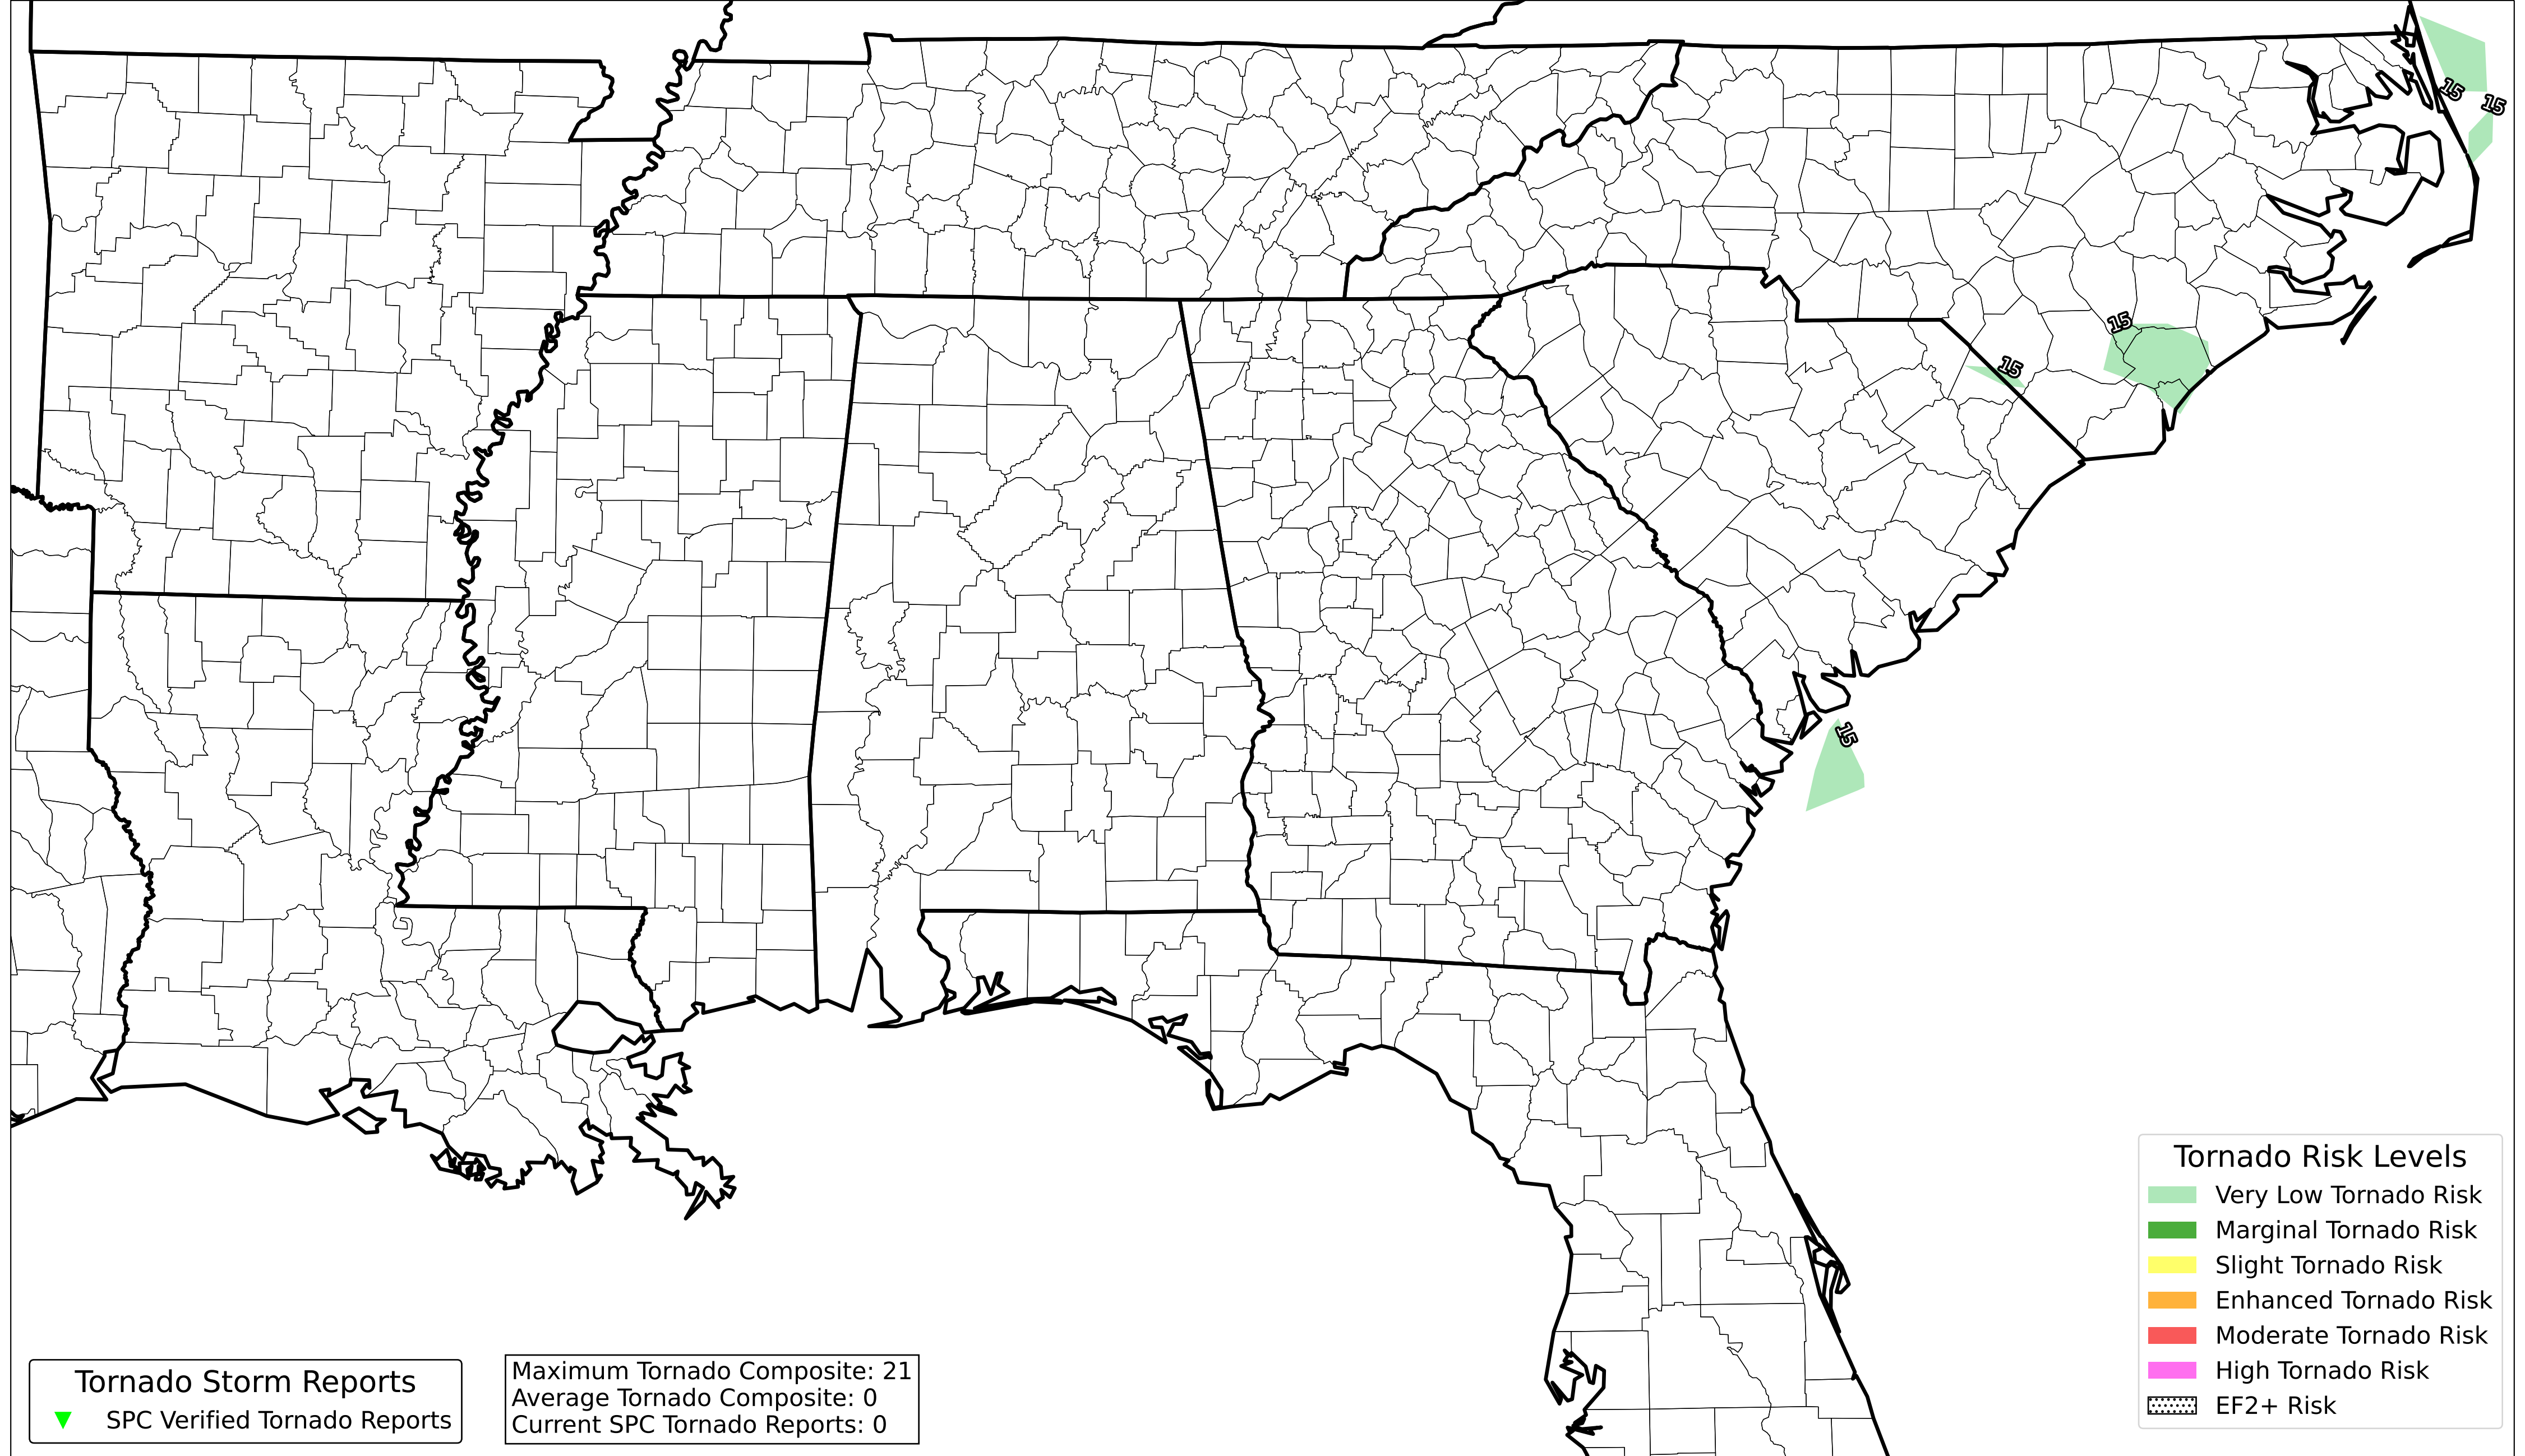 15
15
15
15
15
Tornado Risk Levels
Very Low Tornado Risk
Marginal Tornado Risk
Slight Tornado Risk
Enhanced Tornado Risk
Moderate Tornado Risk
High Tornado Risk
EF2+ Risk
Tornado Storm Reports
SPC Verified Tornado Reports
Maximum Tornado Composite: 21
Average Tornado Composite: 0
Current SPC Tornado Reports: 0